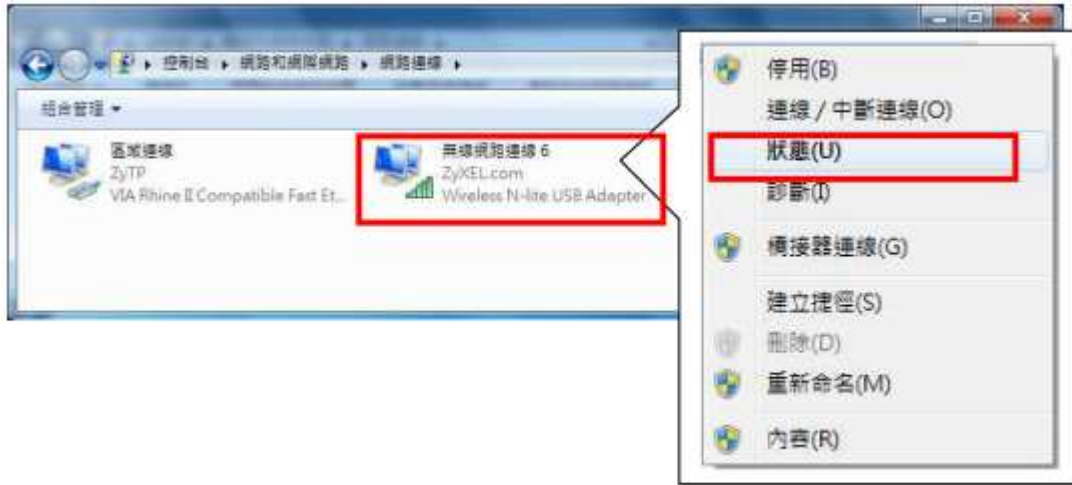 控制台 ▸ 網路和網際網路 ▸ 網路連線 ▸
組合管理
區域連線
ZyTP
VIA Rhine II Compatible Fast Et...
無線網路連線 6
ZyXEL.com
Wireless N-lite USB Adapter
停用(B)
連線 / 中斷連線(O)
狀態(U)
診斷(I)
橋接器連線(G)
建立捷徑(S)
刪除(D)
重新命名(M)
內容(R)